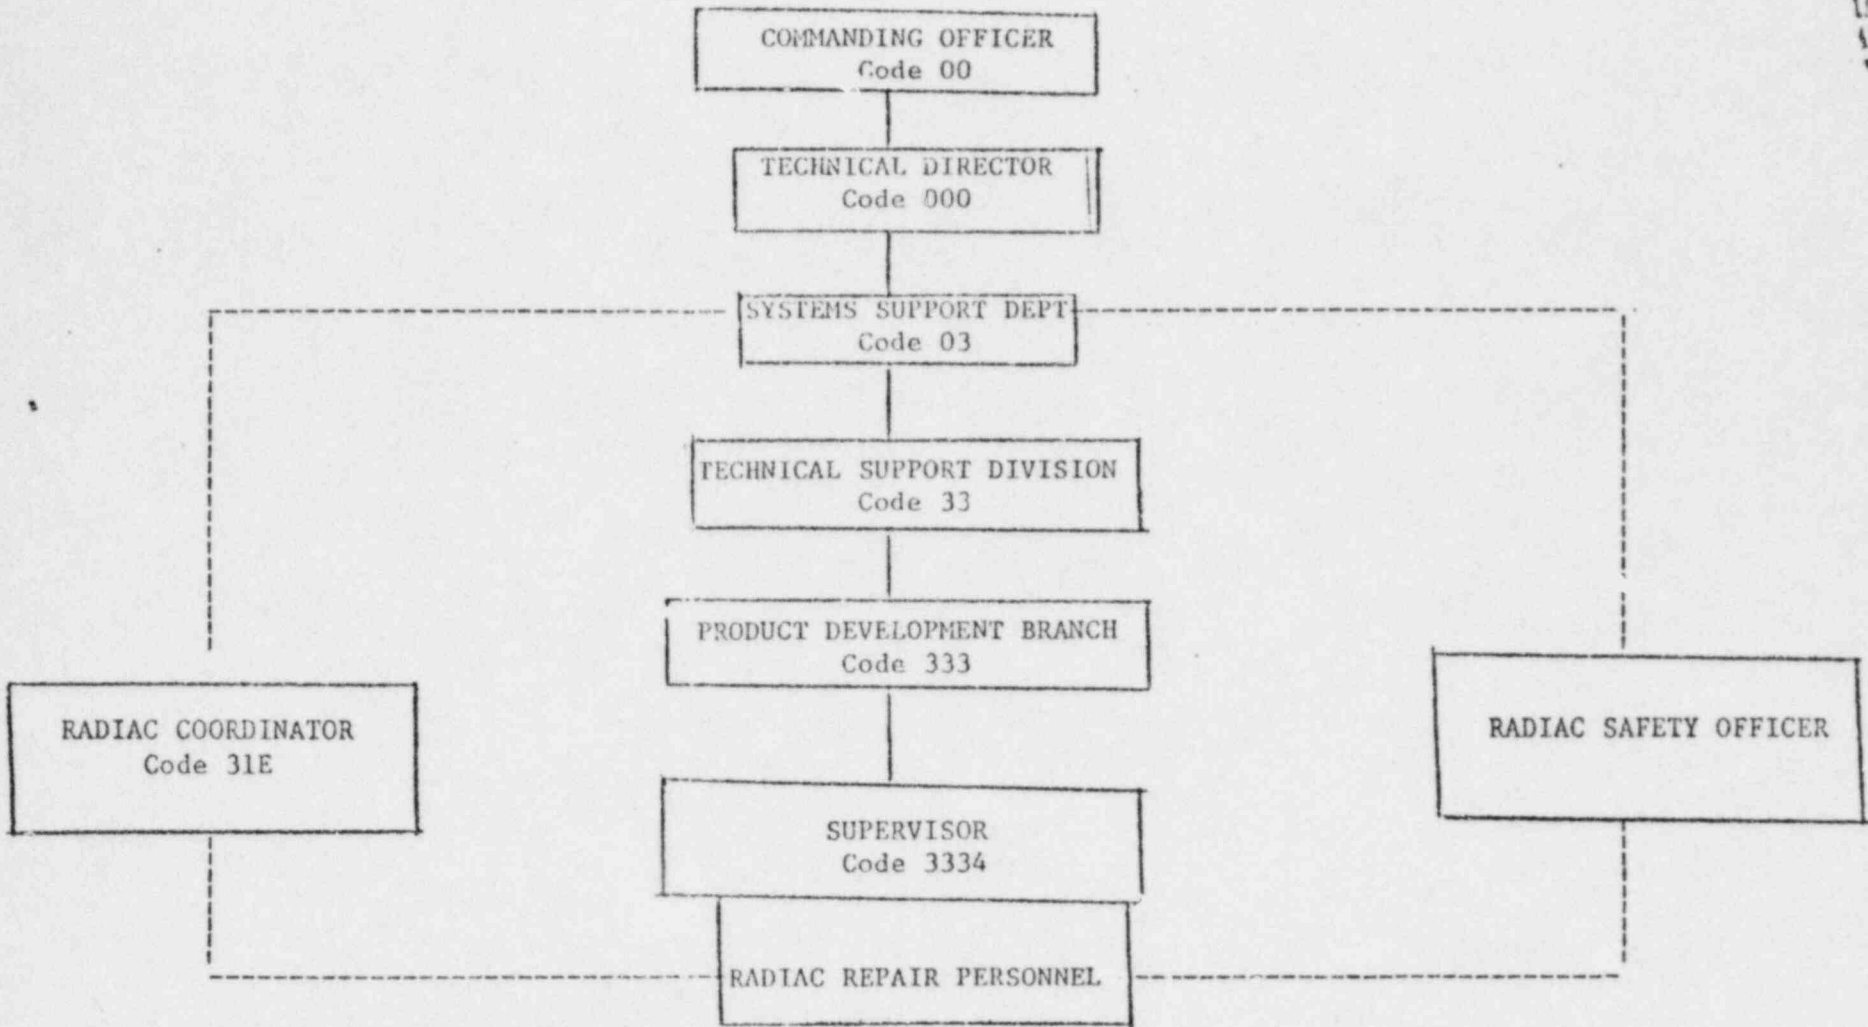 COMMANDING OFFICER
Code 00
TECHNICAL DIRECTOR
Code 000
SYSTEMS SUPPORT DEPT
Code 03
TECHNICAL SUPPORT DIVISION
Code 33
PRODUCT DEVELOPMENT BRANCH
Code 333
RADIAC COORDINATOR
Code 31E
RADIAC SAFETY OFFICER
SUPERVISOR
Code 3334
RADIAC REPAIR PERSONNEL